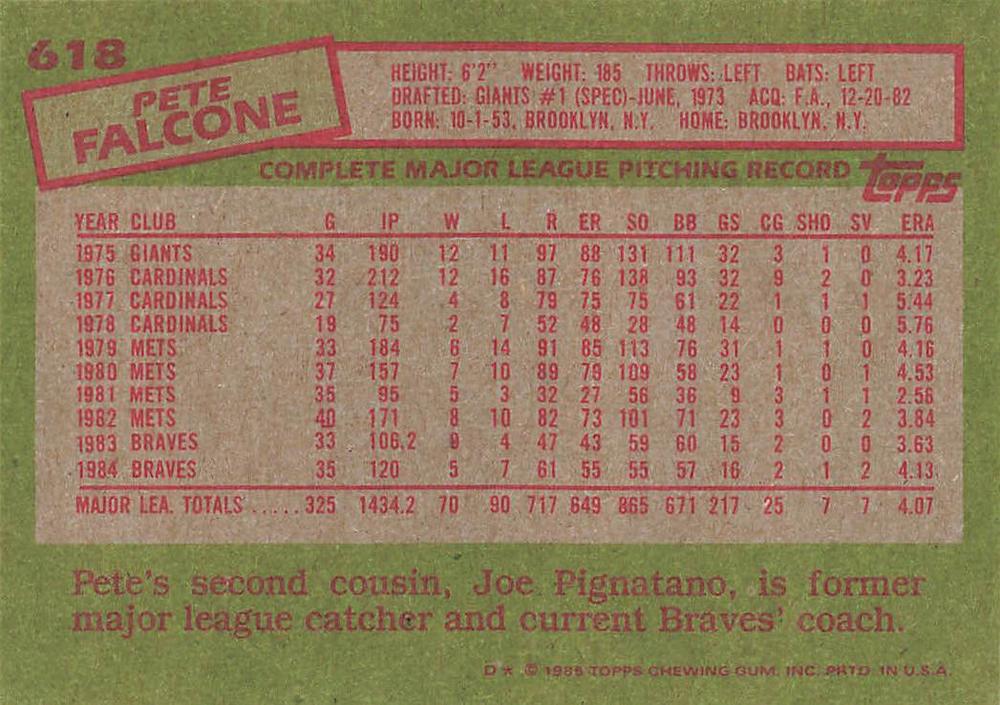 618
PETE
FALCONE
HEIGHT: 6'2" WEIGHT: 185 THROWS: LEFT BATS: LEFT
DRAFTED: GIANTS #1 (SPEC)-JUNE, 1973 ACQ: F.A., 12-20-82
BORN: 10-1-53, BROOKLYN, N.Y. HOME: BROOKLYN, N.Y.
COMPLETE MAJOR LEAGUE PITCHING RECORD
TOPPS
YEAR CLUB G IP W L R ER SO BB GS CG SHO SV ERA
1975 GIANTS 34 190 12 11 97 88 131 111 32 3 1 0 4.17
1976 CARDINALS 32 212 12 16 87 76 138 93 32 9 2 0 3.23
1977 CARDINALS 27 124 4 8 79 75 75 61 22 1 1 1 5.44
1978 CARDINALS 19 75 2 7 52 48 28 48 14 0 0 0 5.76
1979 METS 33 184 6 14 91 85 113 76 31 1 1 0 4.16
1980 METS 37 157 7 10 89 79 109 58 23 1 0 1 4.53
1981 METS 35 95 5 3 32 27 56 36 9 3 1 1 2.56
1982 METS 40 171 8 10 82 73 101 71 23 3 0 2 3.84
1983 BRAVES 33 106.2 9 4 47 43 59 60 15 2 0 0 3.63
1984 BRAVES 35 120 5 7 61 55 55 57 16 2 1 2 4.13
MAJOR LEA. TOTALS ..... 325 1434.2 70 90 717 649 865 671 217 25 7 7 4.07
Pete's second cousin, Joe Pignatano, is former
major league catcher and current Braves' coach.
D* © 1985 TOPPS CHEWING GUM, INC. PRTD. IN U.S.A.